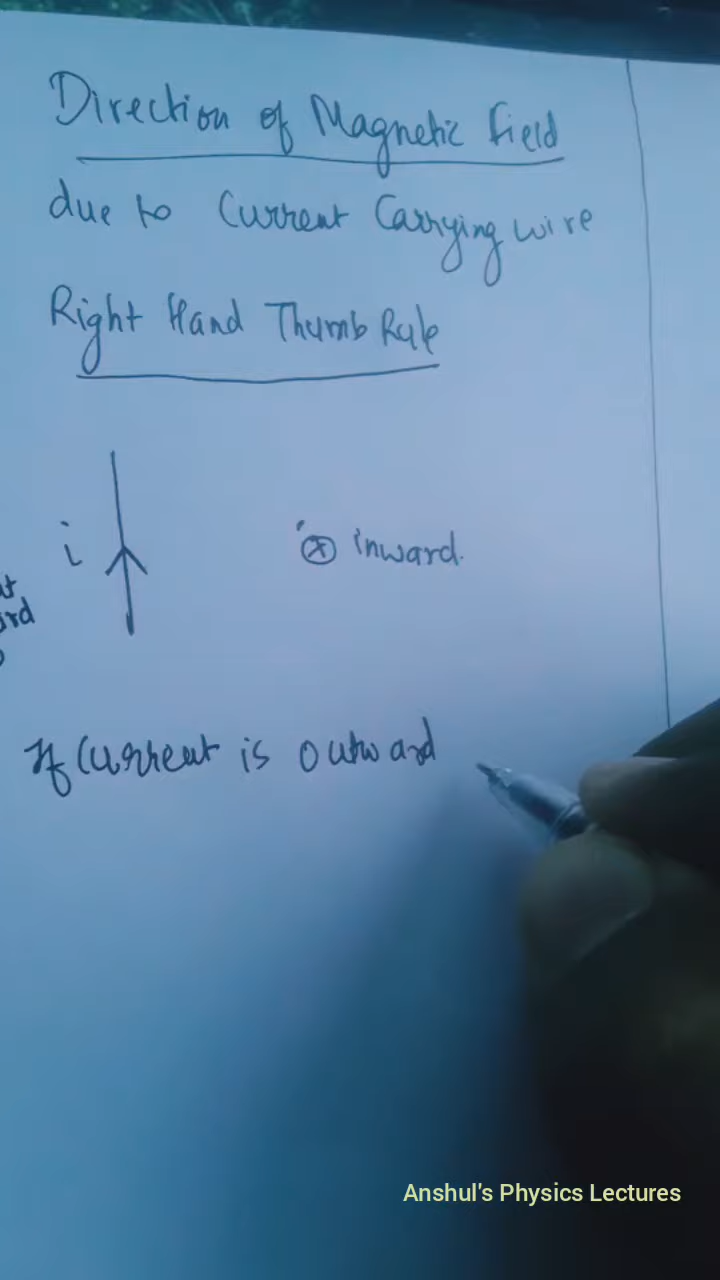 Direction of Magnetic Field
due to Current Carrying wire
Right Hand Thumb Rule
i
inward.
If Current is outward
Anshul's Physics Lectures